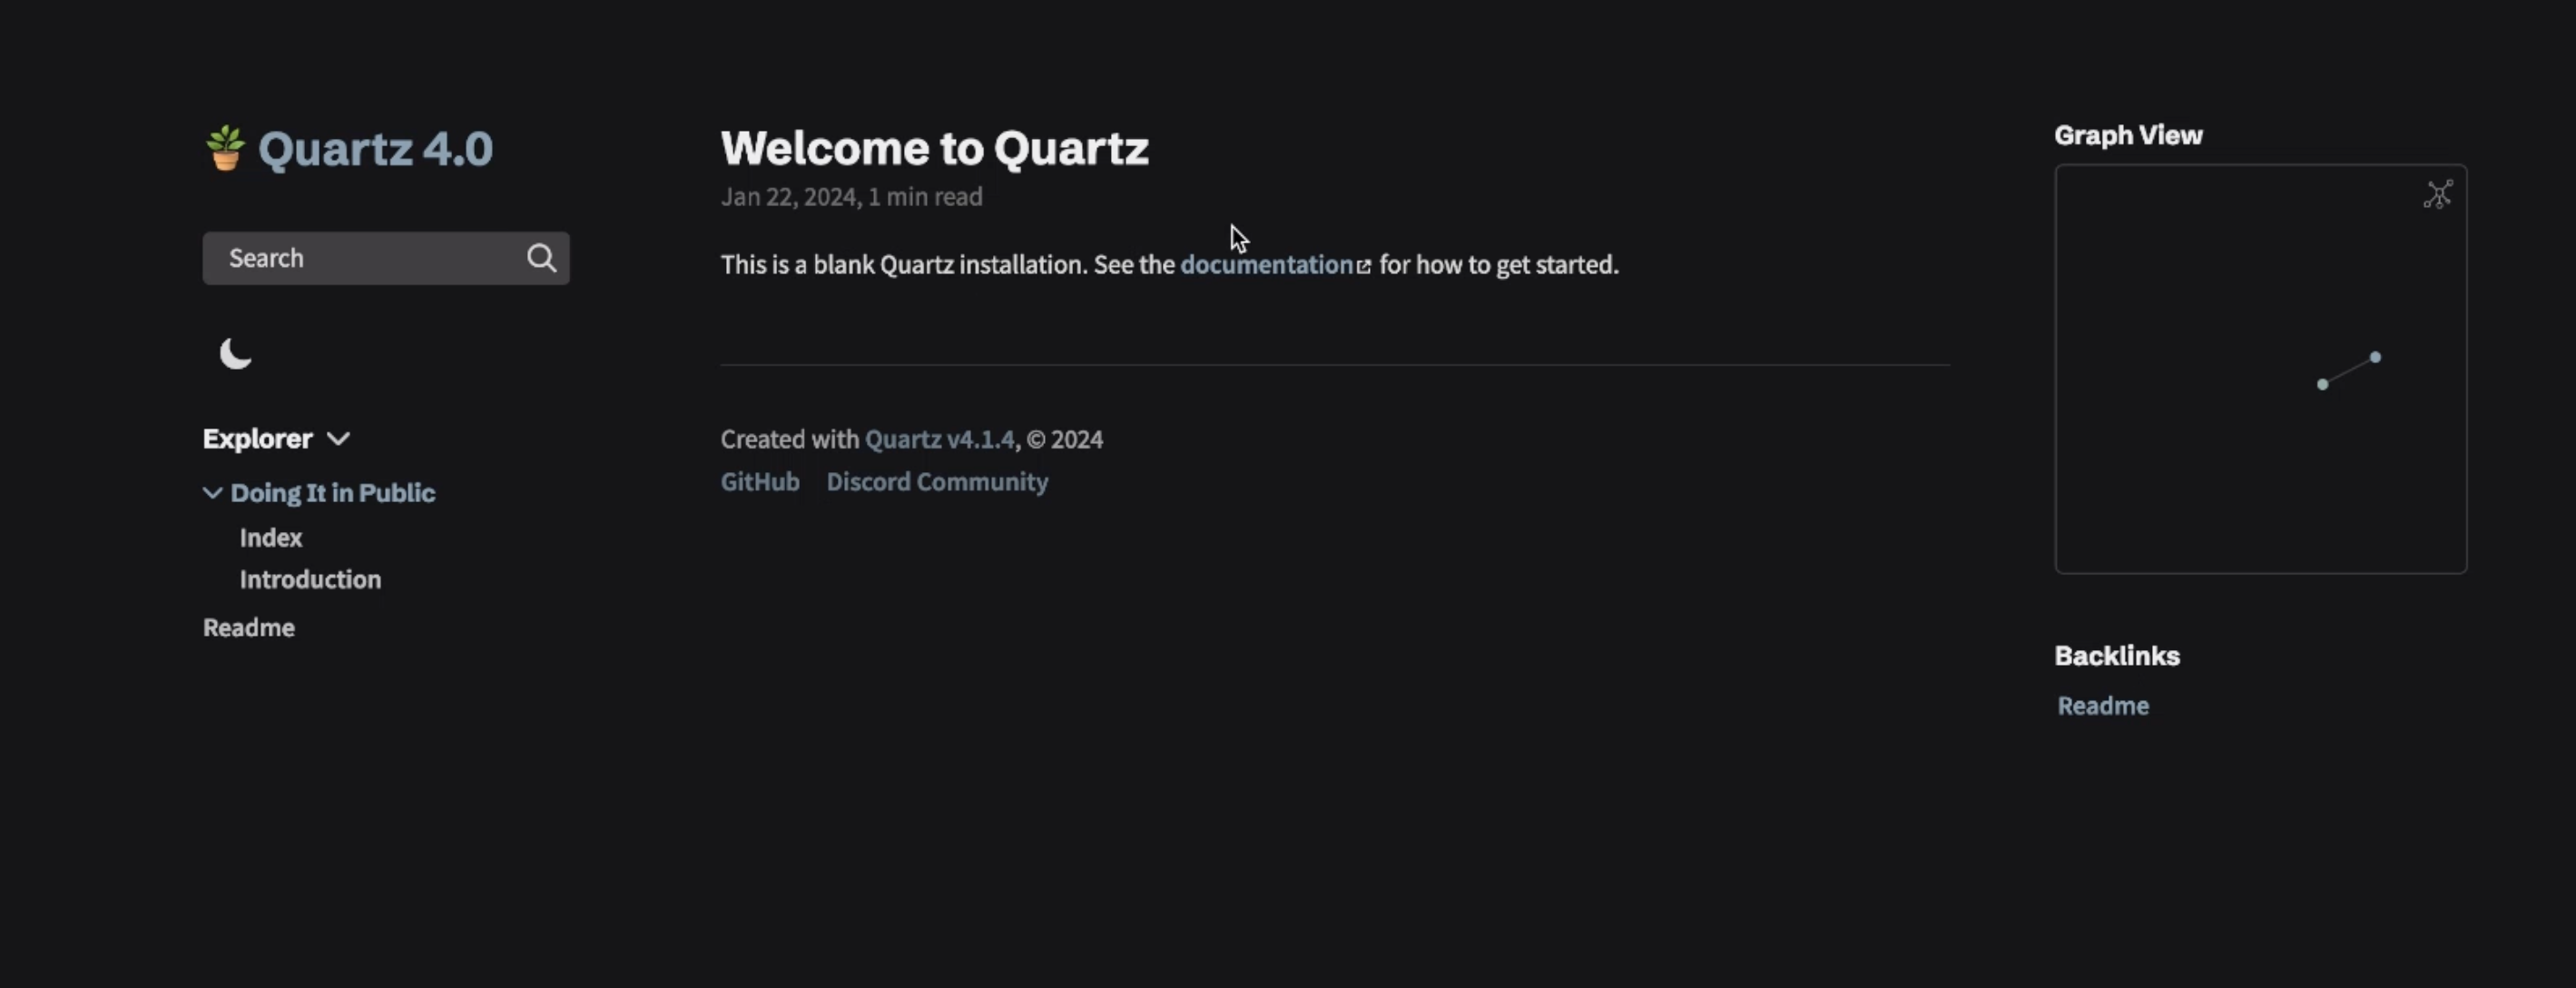 Quartz 4.0
Search
Explorer
Doing It in Public
Index
Introduction
Readme
Welcome to Quartz
Jan 22, 2024, 1 min read
This is a blank Quartz installation. See the documentation for how to get started.
Created with Quartz v4.1.4, © 2024
GitHub Discord Community
Graph View
Backlinks
Readme